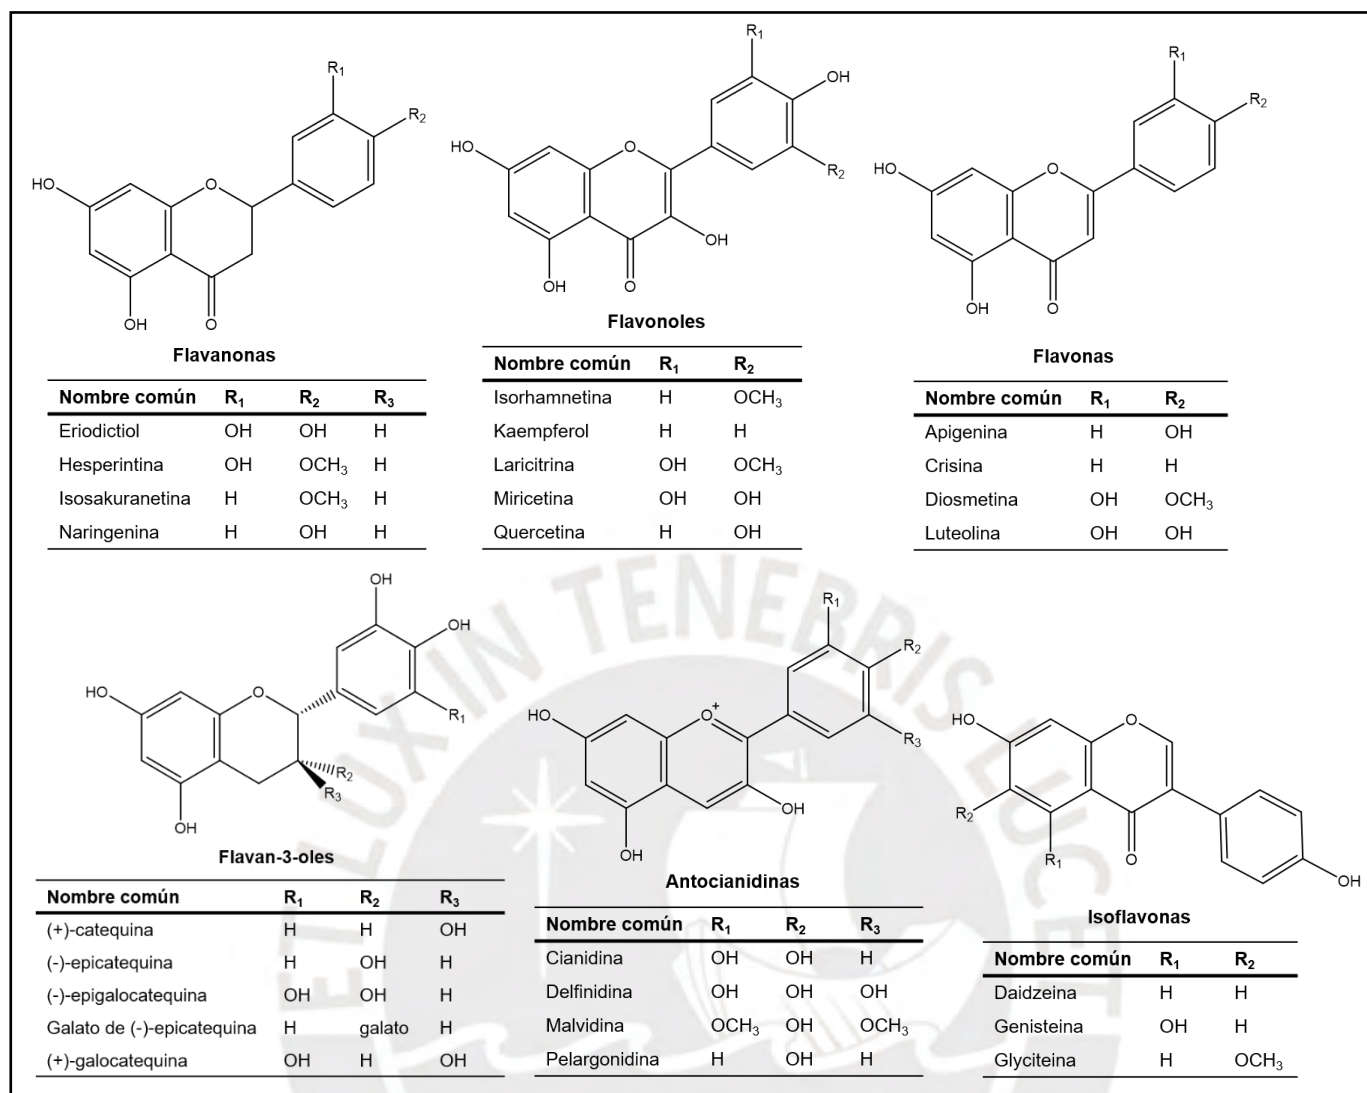 R₁
R₂
HO
O
OH
O
Flavanonas
Nombre común R₁ R₂ R₃
Eriodictiol OH OH H
Hesperintina OH OCH₃ H
Isosakuranetina H OCH₃ H
Naringenina H OH H
R₁
OH
HO
O
R₂
OH
OH
O
Flavonoles
Nombre común R₁ R₂
Isorhamnetina H OCH₃
Kaempferol H H
Laricitrina OH OCH₃
Miricetina OH OH
Quercetina H OH
R₁
R₂
HO
O
OH
O
Flavonas
Nombre común R₁ R₂
Apigenina H OH
Crisina H H
Diosmetina OH OCH₃
Luteolina OH OH
OH
OH
HO
O
R₁
R₂
R₃
OH
Flavan-3-oles
Nombre común R₁ R₂ R₃
(+)-catequina H H OH
(-)-epicatequina H OH H
(-)-epigalocatequina OH OH H
Galato de (-)-epicatequina H galato H
(+)-galocatequina OH H OH
R₁
R₂
HO
O⁺
R₃
OH
OH
Antocianidinas
Nombre común R₁ R₂ R₃
Cianidina OH OH H
Delfinidina OH OH OH
Malvidina OCH₃ OH OCH₃
Pelargonidina H OH H
HO
O
R₂
R₁
O
OH
Isoflavonas
Nombre común R₁ R₂
Daidzeina H H
Genisteina OH H
Glyciteina H OCH₃
ET LUX IN TENEBRIS LUCET